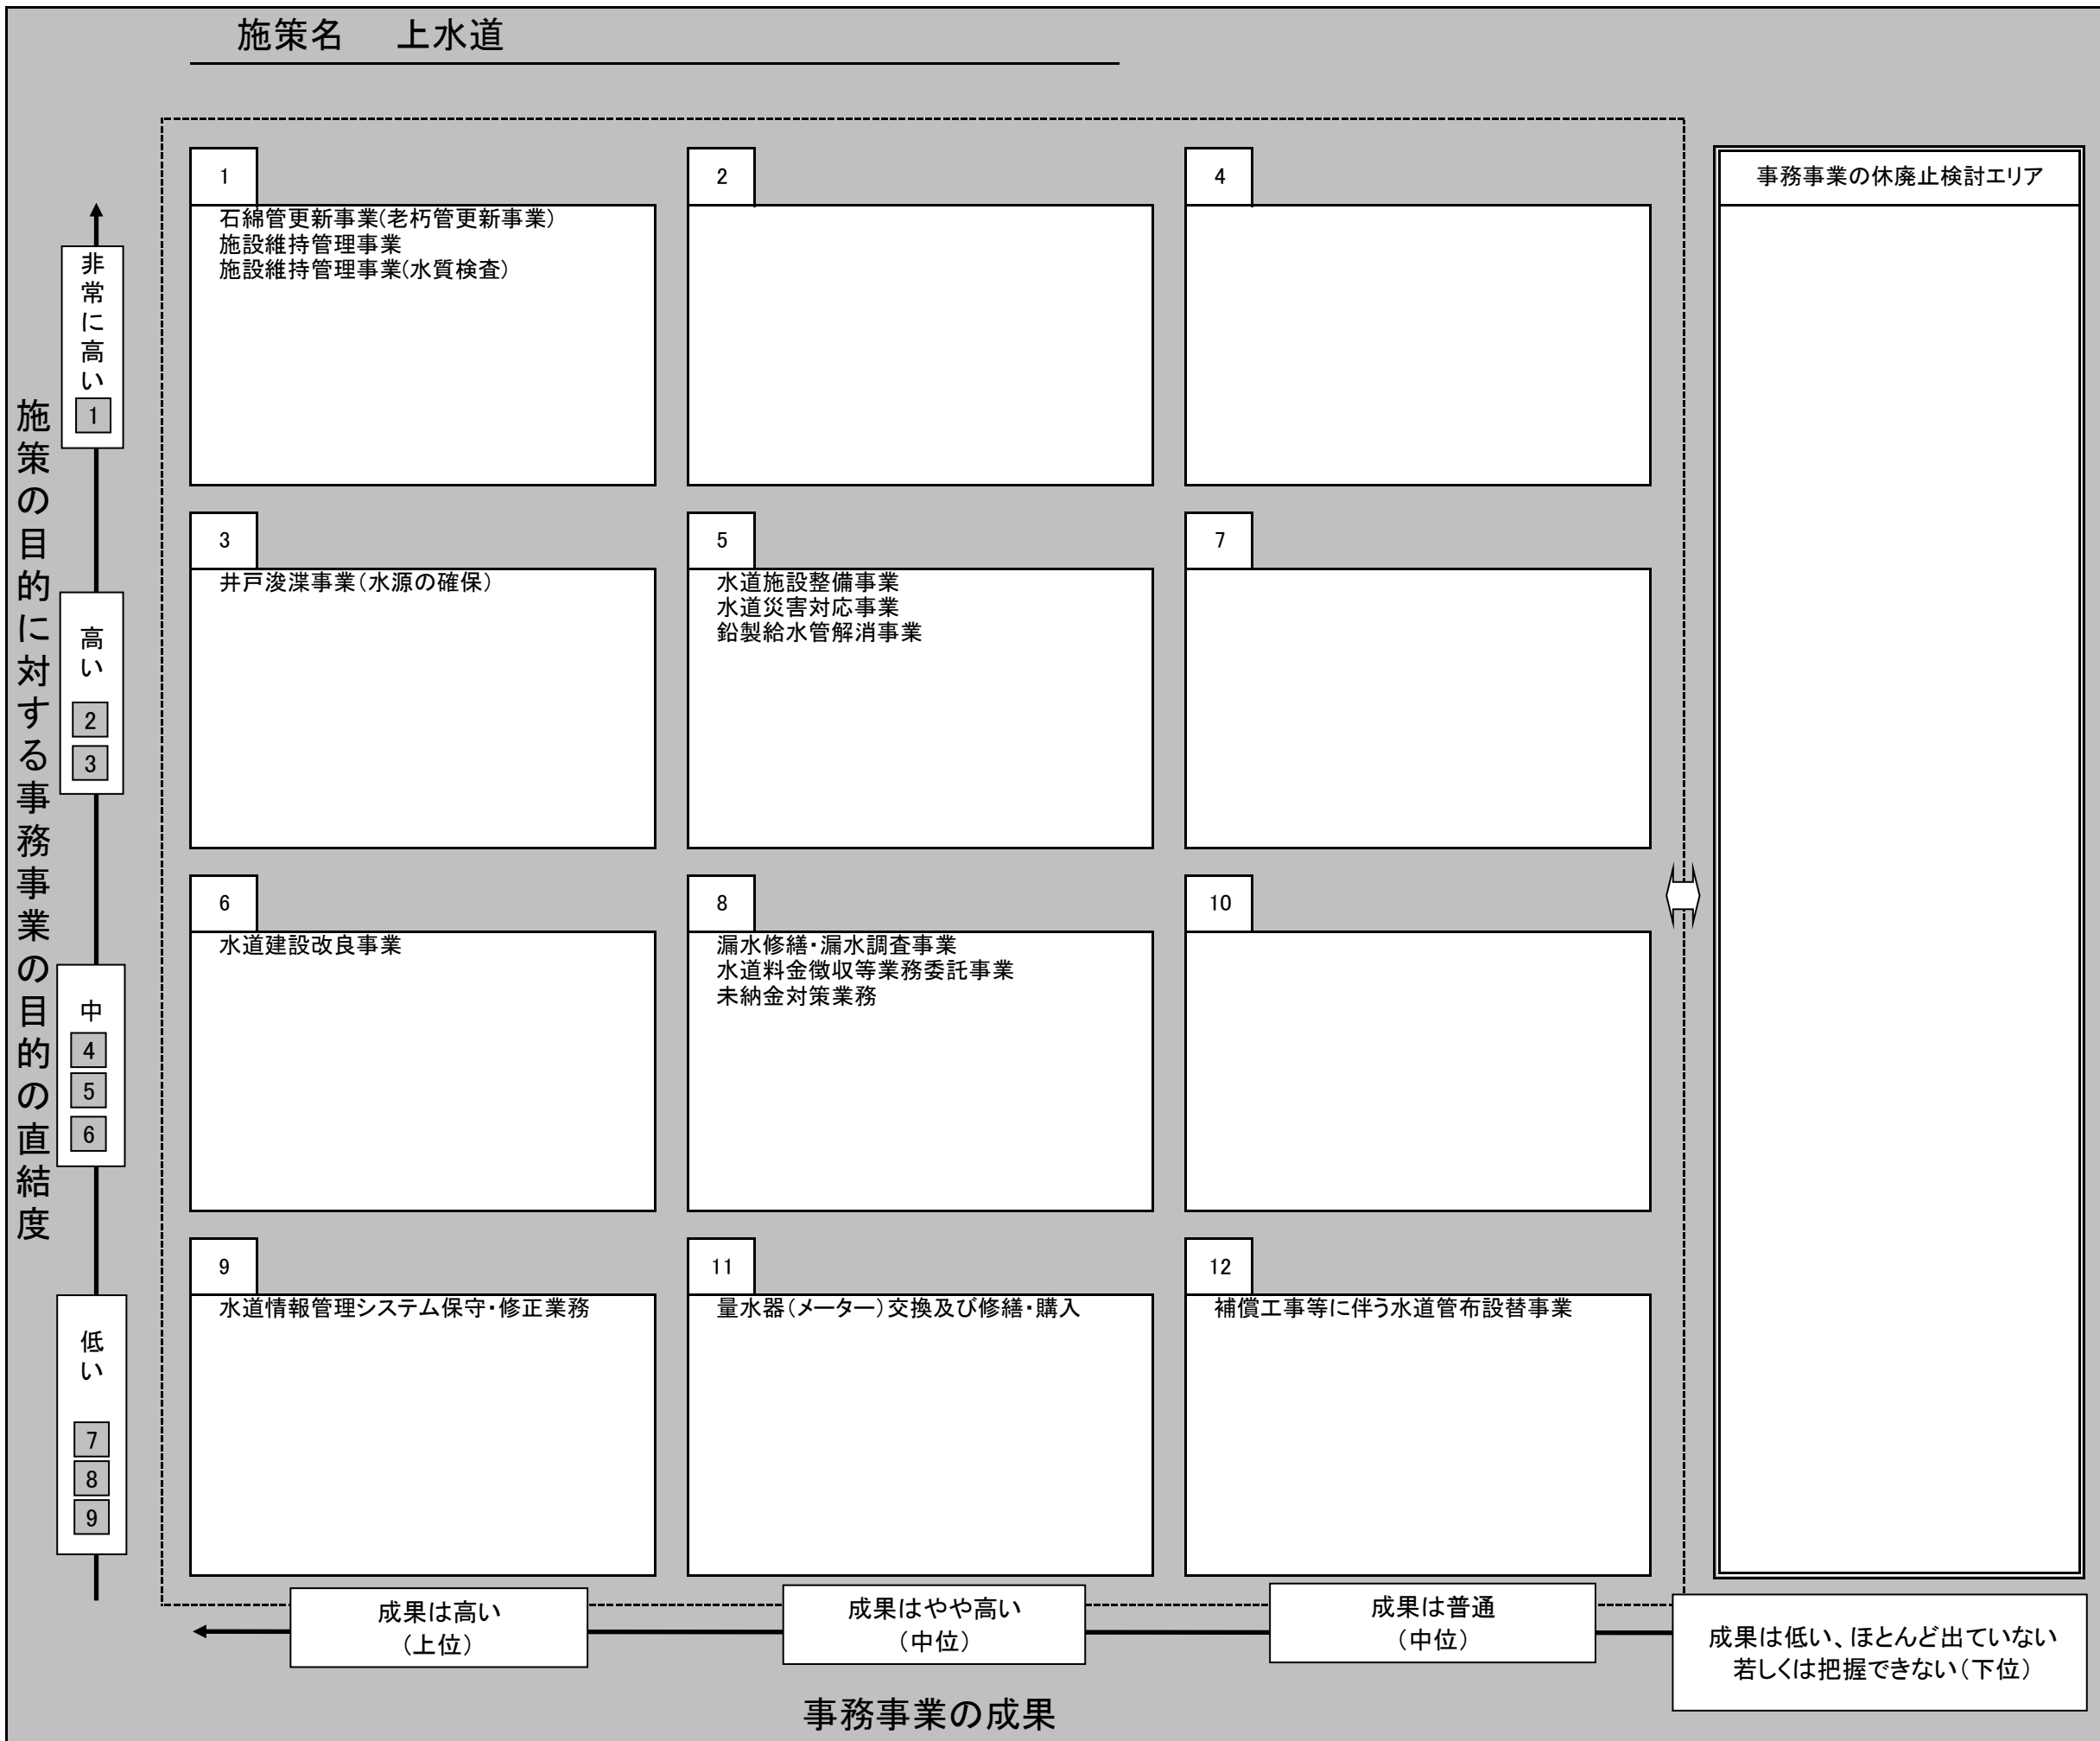 施策名　上水道
施策の目的に対する事務事業の目的の直結度
非常に高い
1
高い
2
3
中
4
5
6
低い
7
8
9
1
石綿管更新事業(老朽管更新事業)
施設維持管理事業
施設維持管理事業(水質検査)
2
4
3
井戸浚渫事業(水源の確保)
5
水道施設整備事業
水道災害対応事業
鉛製給水管解消事業
7
6
水道建設改良事業
8
漏水修繕・漏水調査事業
水道料金徴収等業務委託事業
未納金対策業務
10
9
水道情報管理システム保守・修正業務
11
量水器(メーター)交換及び修繕・購入
12
補償工事等に伴う水道管布設替事業
事務事業の休廃止検討エリア
成果は高い
(上位)
成果はやや高い
(中位)
成果は普通
(中位)
成果は低い、ほとんど出ていない
若しくは把握できない(下位)
事務事業の成果